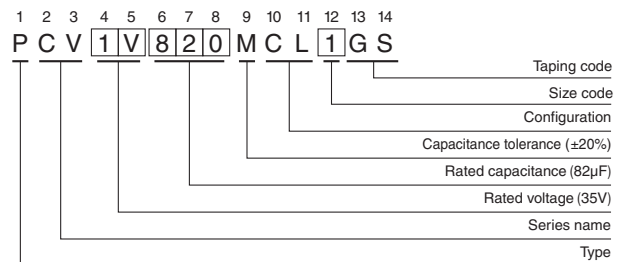 1 2 3 4 5 6 7 8 9 10 11 12 13 14
P C V 1 V 8 2 0 M C L 1 G S
Taping code
Size code
Configuration
Capacitance tolerance (±20%)
Rated capacitance (82μF)
Rated voltage (35V)
Series name
Type